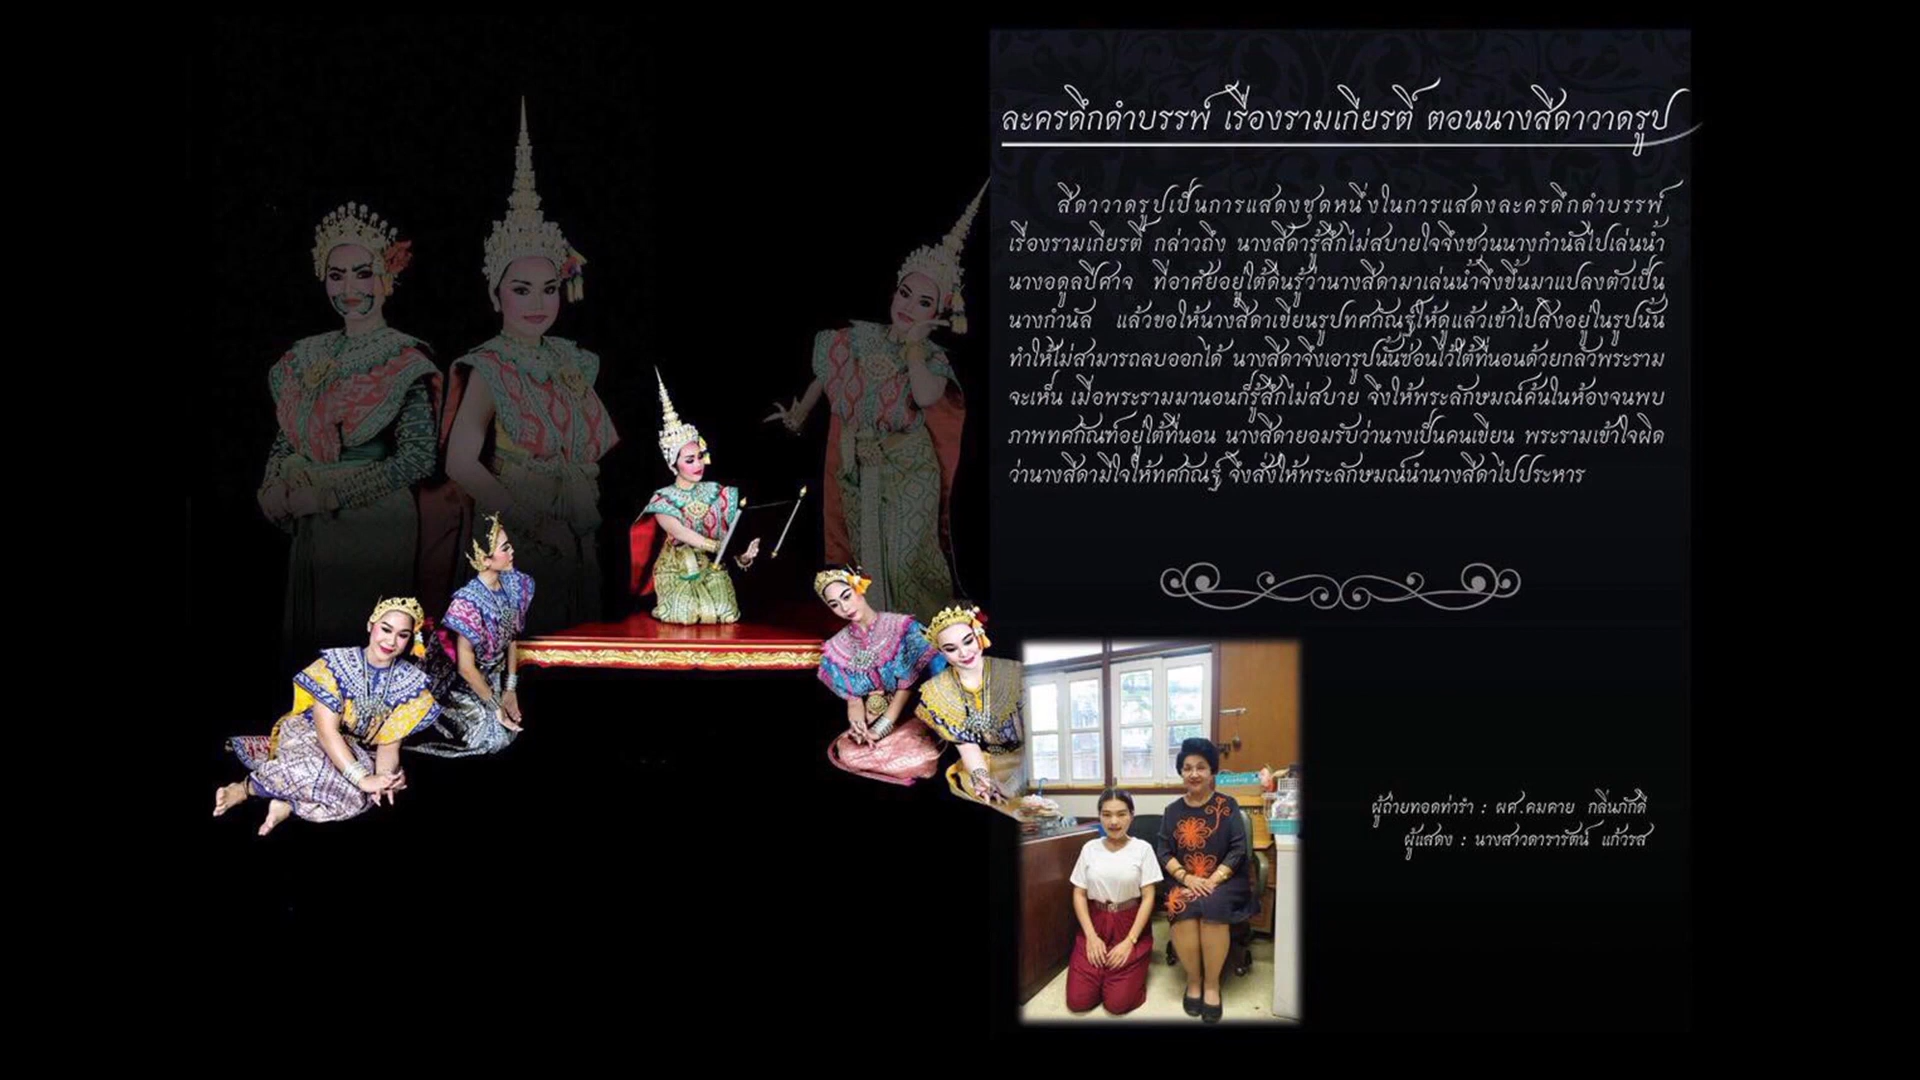 ละครดึกดำบรรพ์ เรื่องรามเกียรติ์ ตอนนางสีดาวาดรูป
สีดาวาดรูปเป็นการแสดงชุดหนึ่งในการแสดงละครดึกดำบรรพ์
เรื่องรามเกียรติ์ กล่าวถึง นางสีดารู้สึกไม่สบายใจจึงชวนนางกำนัลไปเล่นน้ำ
นางอดูลปีศาจ ที่อาศัยอยู่ใต้ดินรู้ว่านางสีดามาเล่นน้ำจึงขึ้นมาแปลงตัวเป็น
นางกำนัล แล้วขอให้นางสีดาเขียนรูปทศกัณฐ์ให้ดูแล้วเข้าไปสิงอยู่ในรูปนั้น
ทำให้ไม่สามารถลบออกได้ นางสีดาจึงเอารูปนั้นซ่อนไว้ใต้ที่นอนด้วยกลัวพระราม
จะเห็น เมื่อพระรามมานอนก็รู้สึกไม่สบาย จึงให้พระลักษมณ์ค้นในห้องจนพบ
ภาพทศกัณฑ์อยู่ใต้ที่นอน นางสีดายอมรับว่านางเป็นคนเขียน พระรามเข้าใจผิด
ว่านางสีดามีใจให้ทศกัณฐ์ จึงสั่งให้พระลักษมณ์นำนางสีดาไปประหาร
ผู้ถ่ายทอดท่ารำ : ผศ.คมคาย กลิ่นภักดี
ผู้แสดง : นางสาวดารารัตน์ แก้วรส